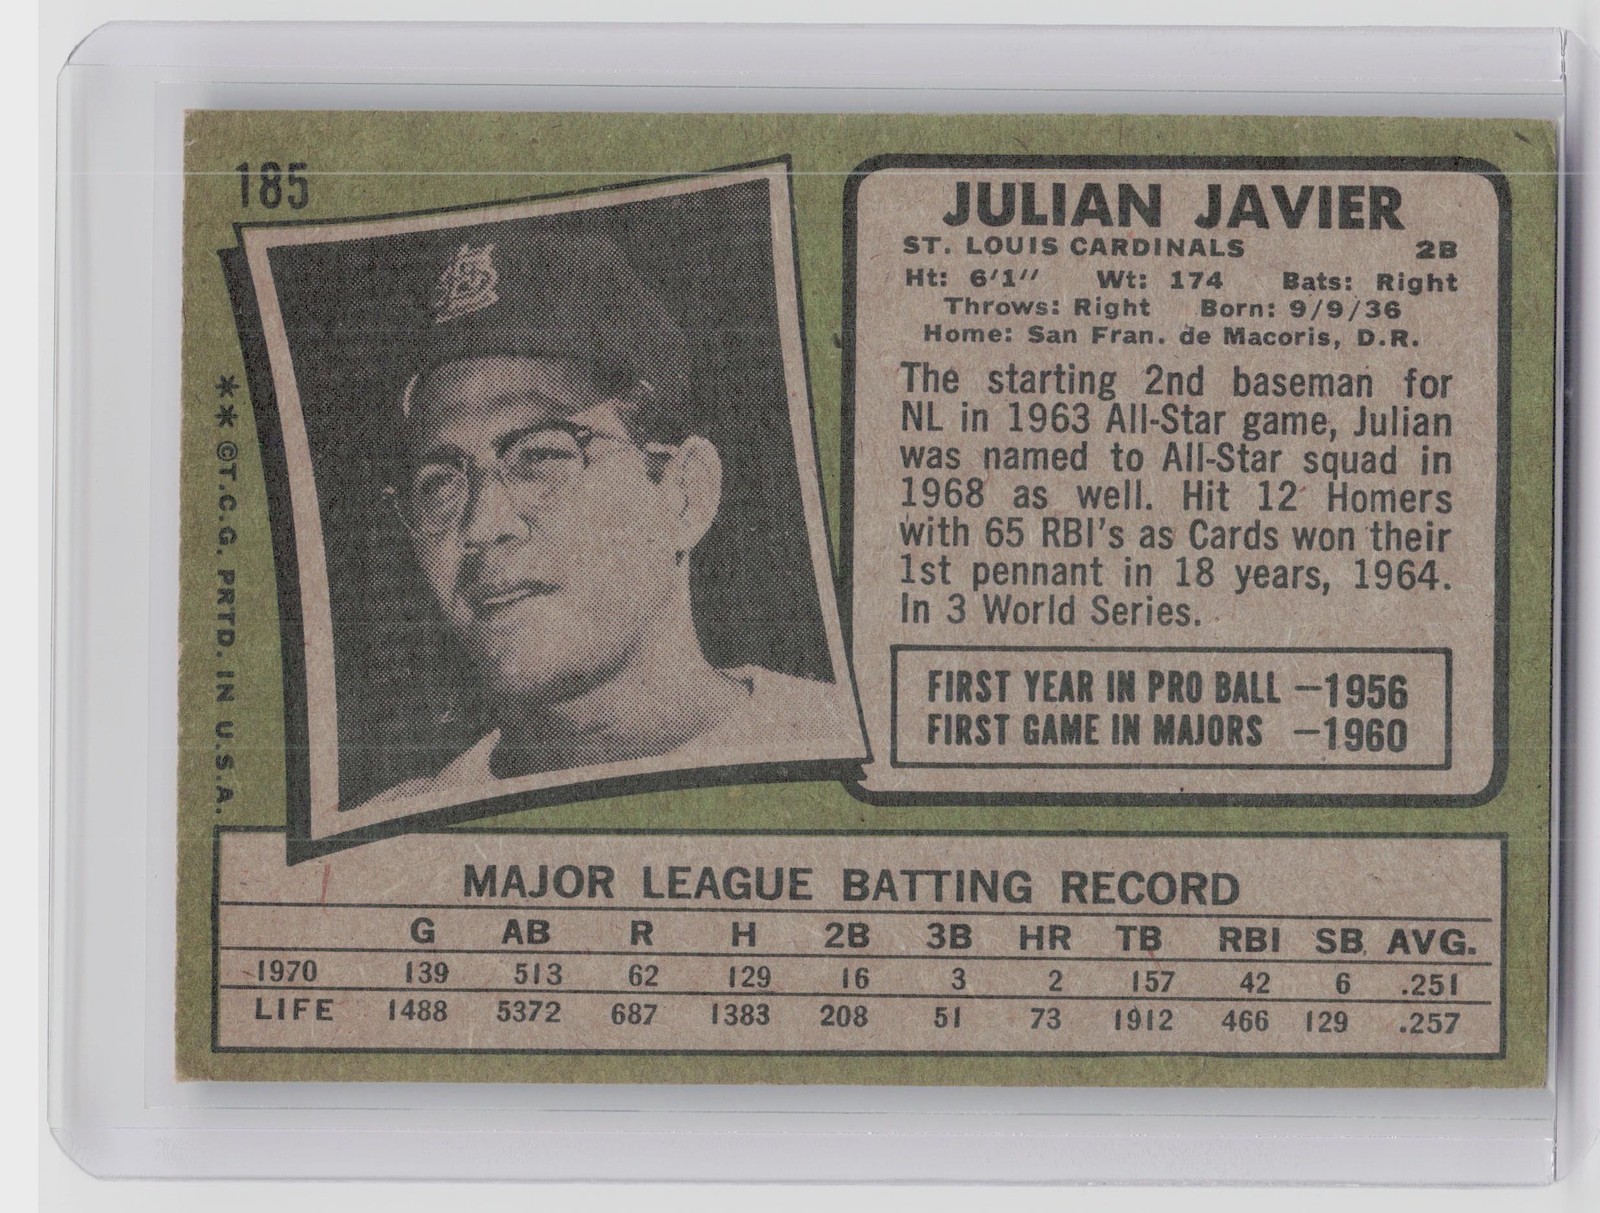 185
JULIAN JAVIER
ST. LOUIS CARDINALS 2B
Ht: 6'1" Wt: 174 Bats: Right
Throws: Right Born: 9/9/36
Home: San Fran. de Macoris, D.R.
The starting 2nd baseman for
NL in 1963 All-Star game, Julian
was named to All-Star squad in
1968 as well. Hit 12 Homers
with 65 RBI's as Cards won their
1st pennant in 18 years, 1964.
In 3 World Series.
FIRST YEAR IN PRO BALL —1956
FIRST GAME IN MAJORS —1960
** ©T.C.G. PRTD. IN U.S.A.
MAJOR LEAGUE BATTING RECORD
G AB R H 2B 3B HR TB RBI SB. AVG.
1970 139 513 62 129 16 3 2 157 42 6 .251
LIFE 1488 5372 687 1383 208 51 73 1912 466 129 .257